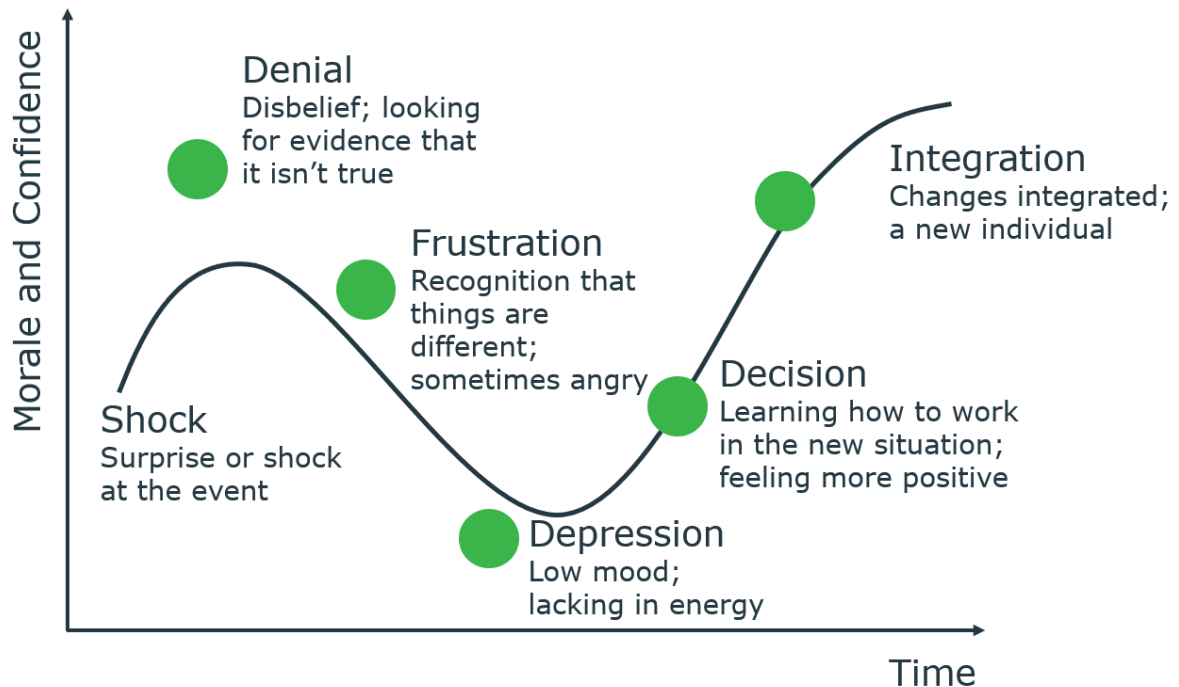 Morale and Confidence
Denial
Disbelief; looking
for evidence that
it isn’t true
Frustration
Recognition that
things are
different;
sometimes angry
Integration
Changes integrated;
a new individual
Shock
Surprise or shock
at the event
Decision
Learning how to work
in the new situation;
feeling more positive
Depression
Low mood;
lacking in energy
Time